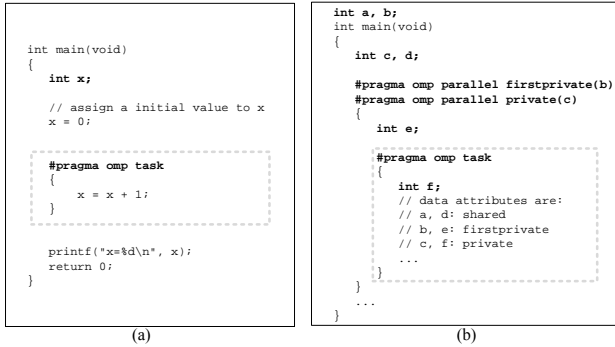 int main(void)
{
int x;
// assign a initial value to x
x = 0;
#pragma omp task
{
x = x + 1;
}
printf("x=%d\n", x);
return 0;
}
(a)
int a, b;
int main(void)
{
int c, d;
#pragma omp parallel firstprivate(b)
#pragma omp parallel private(c)
{
int e;
#pragma omp task
{
int f;
// data attributes are:
// a, d: shared
// b, e: firstprivate
// c, f: private
...
}
}
...
}
(b)